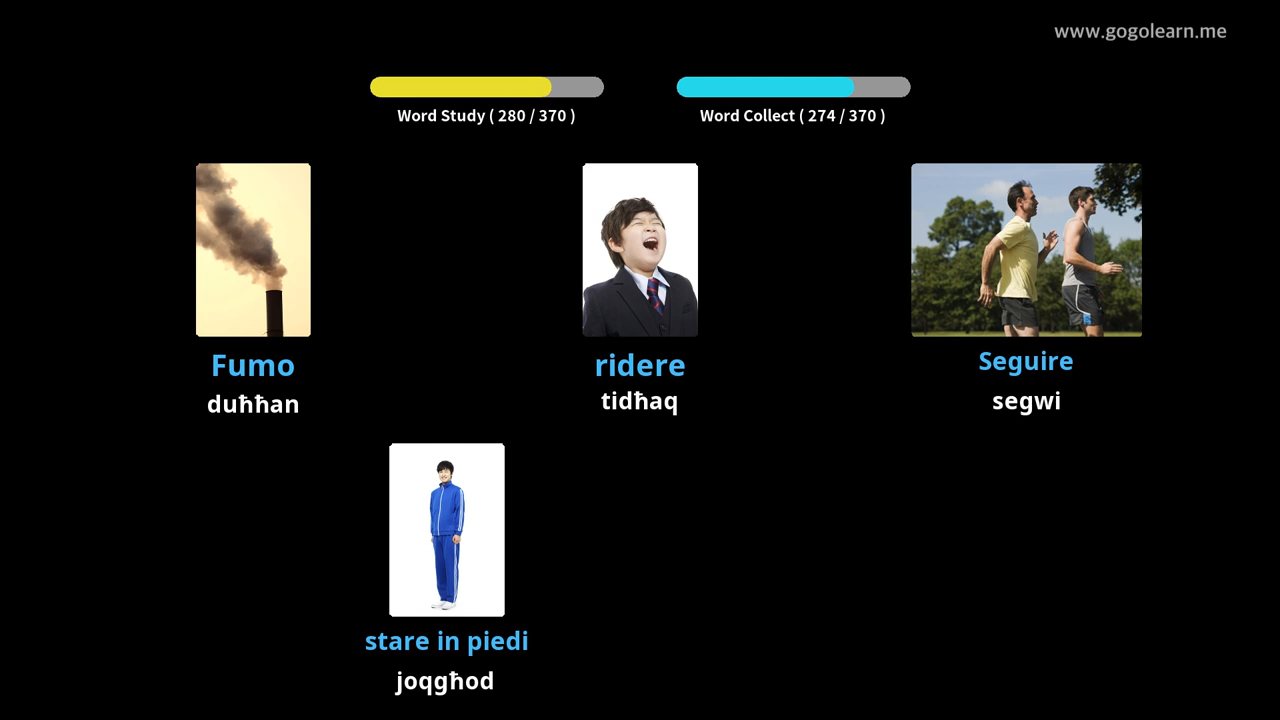 www.gogolearn.me
Word Study ( 280 / 370 )
Word Collect ( 274 / 370 )
Fumo
duħħan
ridere
tidħaq
Seguire
segwi
stare in piedi
joqgħod